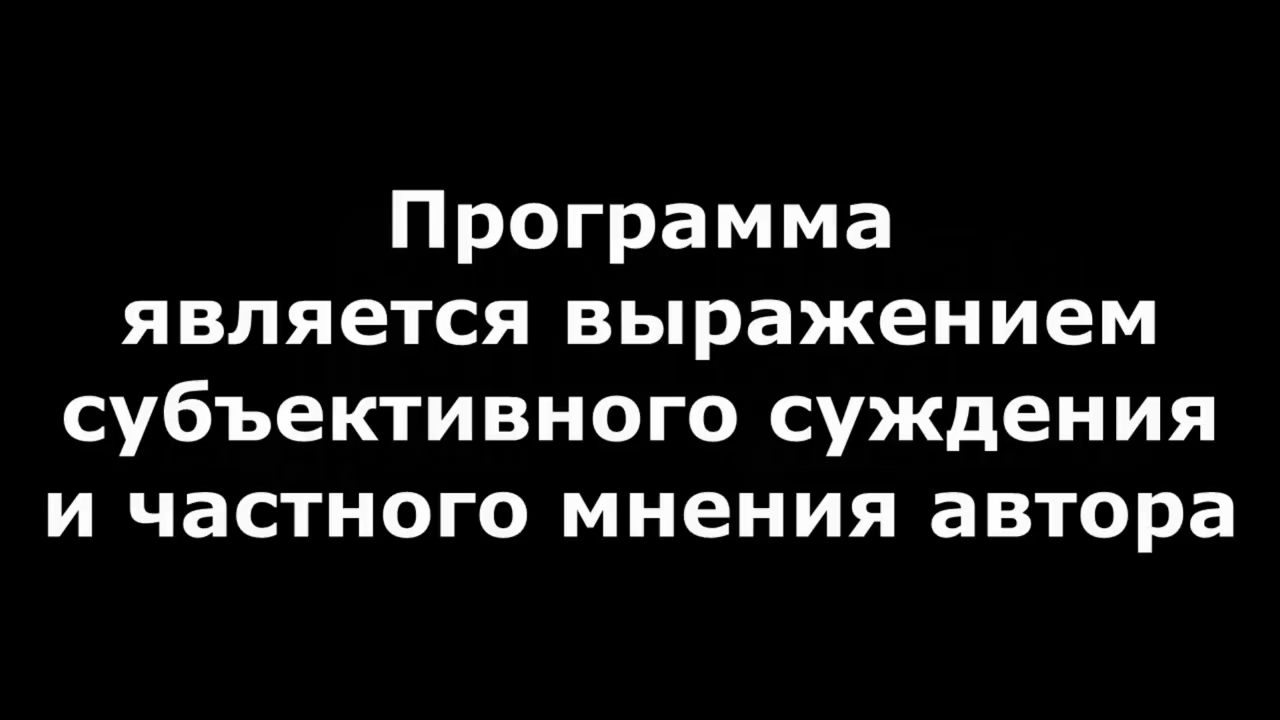 Программа
является выражением
субъективного суждения
и частного мнения автора